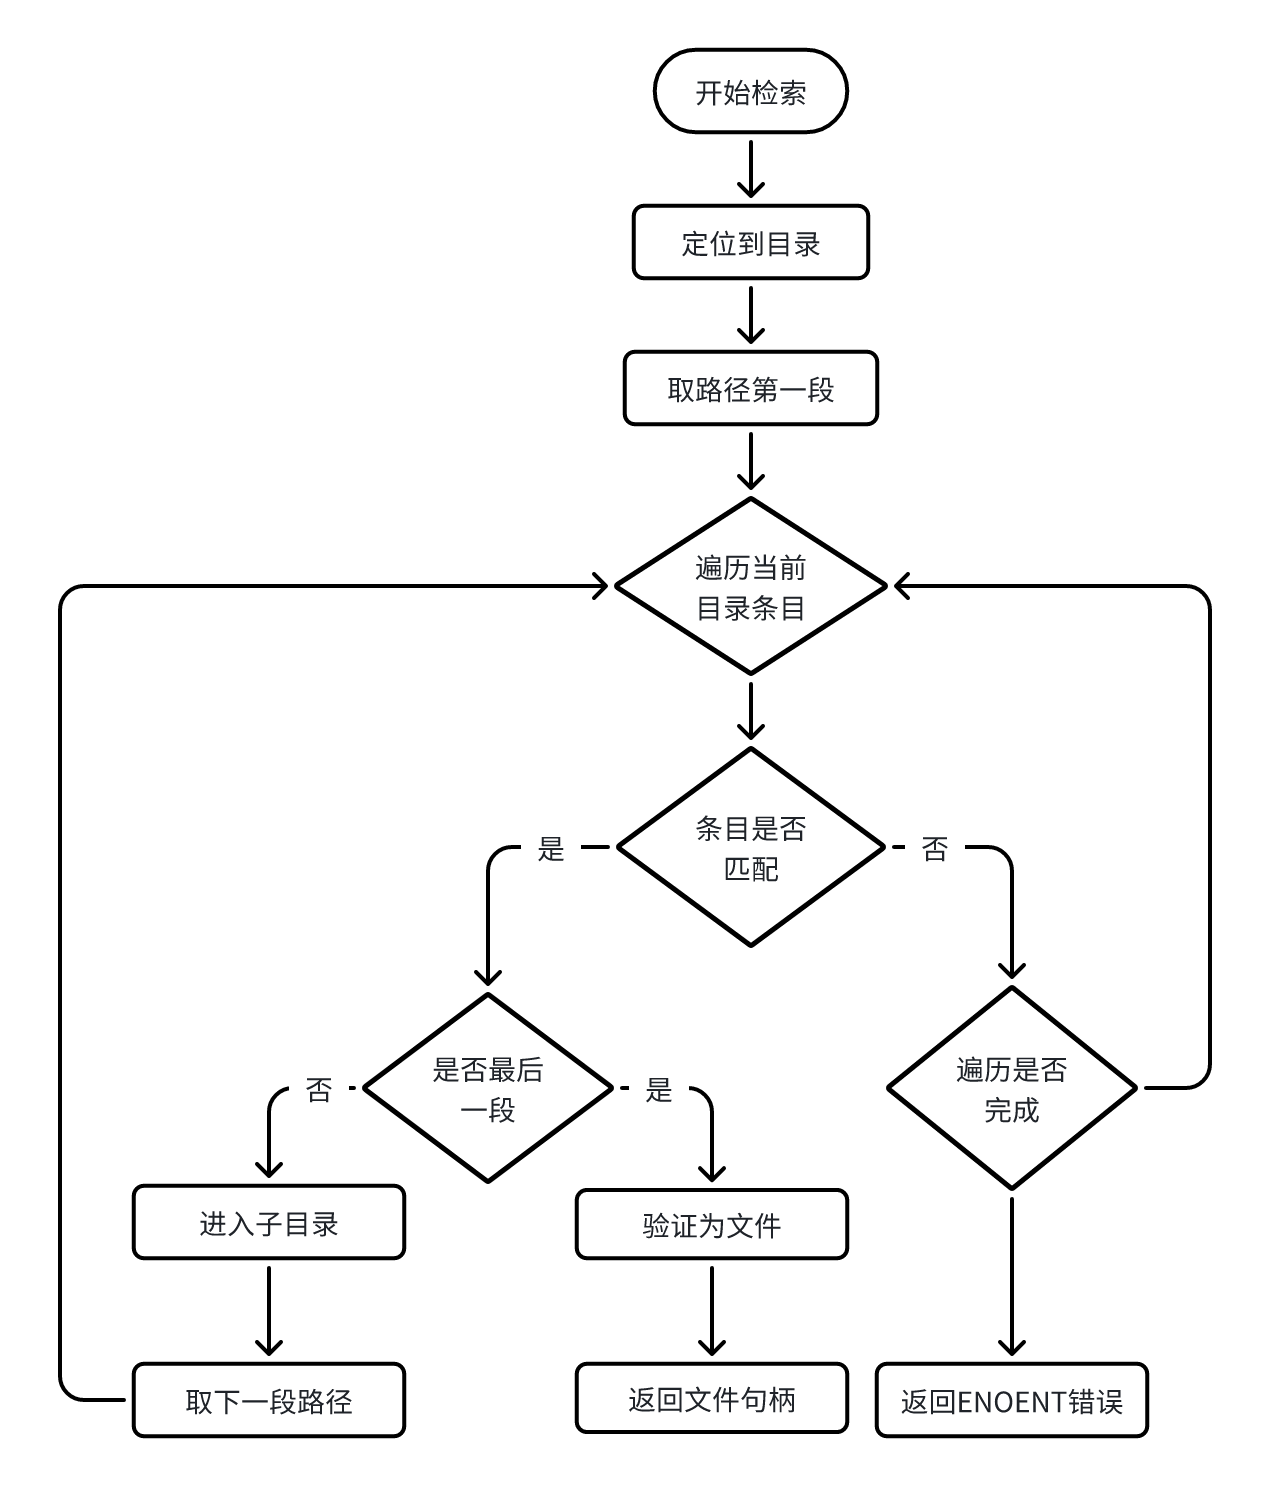 开始检索
定位到目录
取路径第一段
遍历当前
目录条目
条目是否
匹配
是
否
是否最后
一段
遍历是否
完成
否
是
进入子目录
验证为文件
取下一段路径
返回文件句柄
返回ENOENT错误